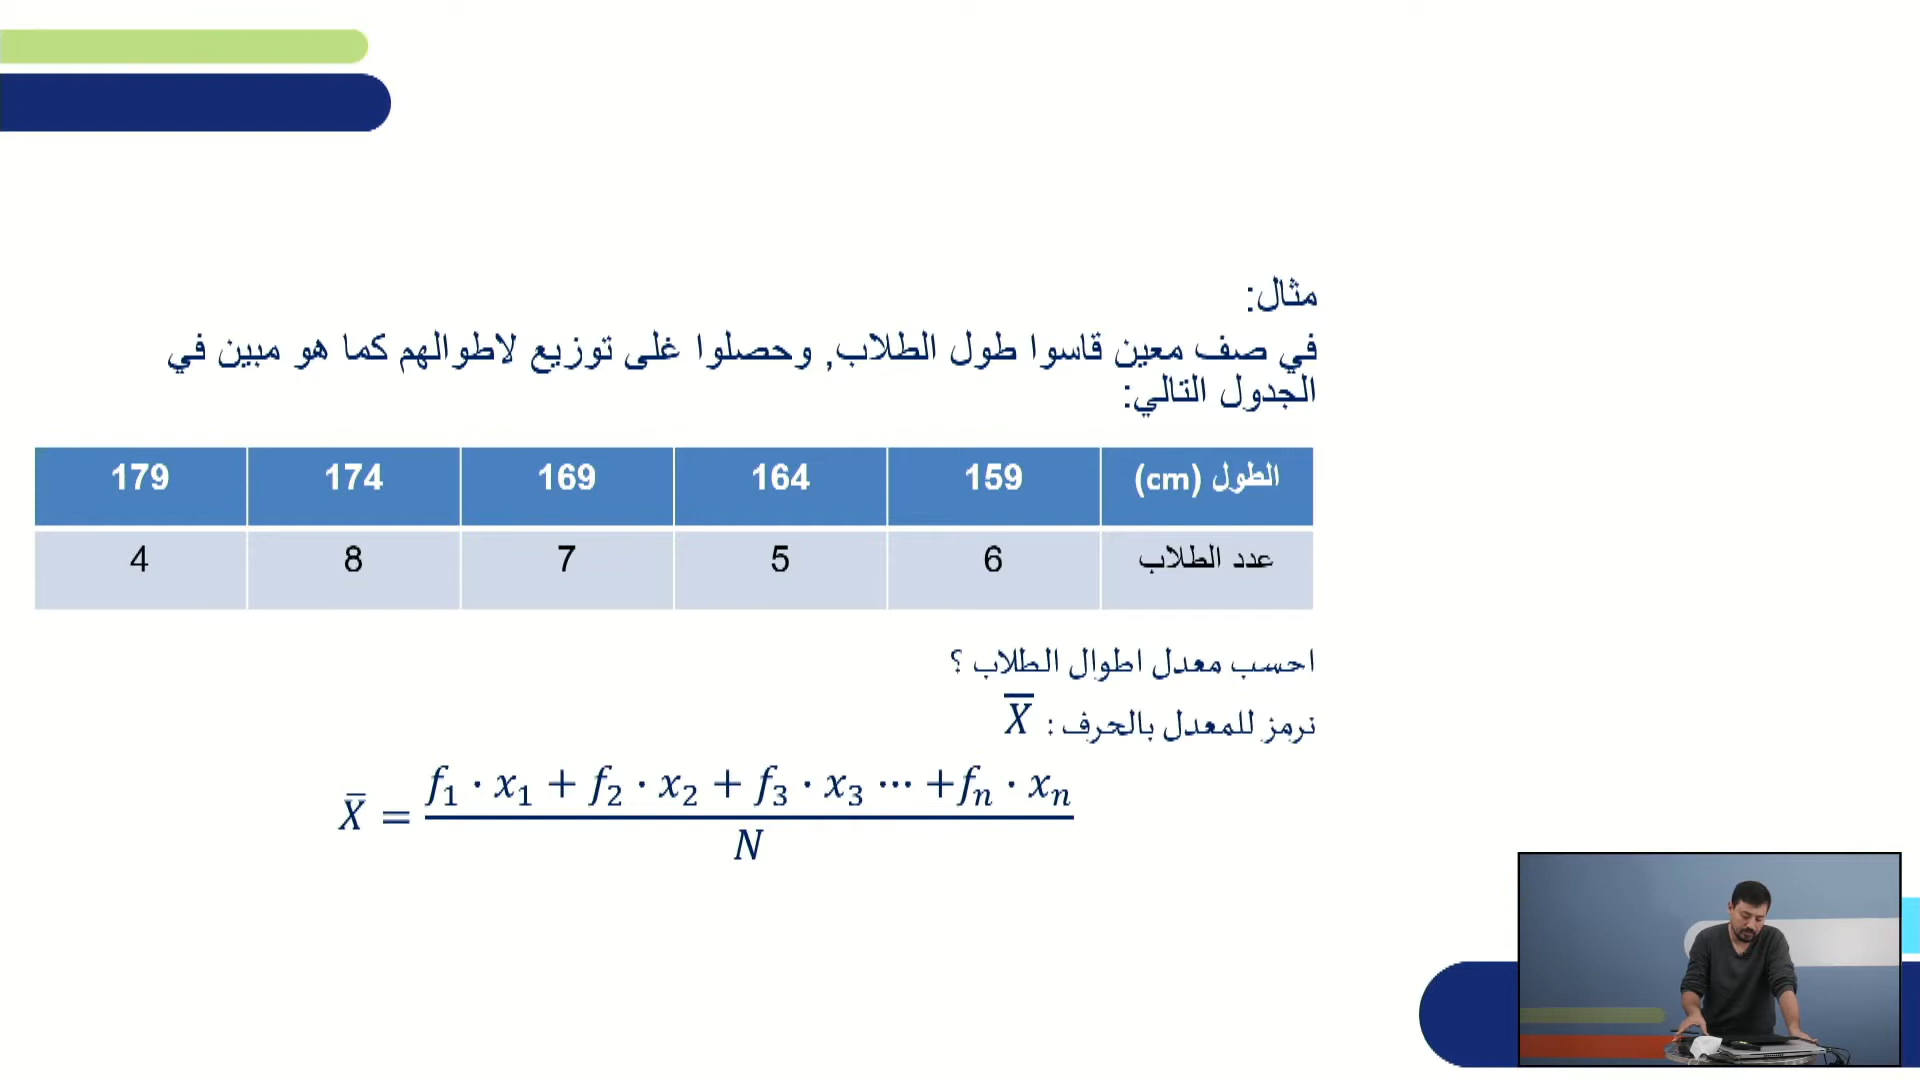 مثال:
في صف معين قاسوا طول الطلاب, وحصلوا غلى توزيع لاطوالهم كما هو مبين في
الجدول التالي:
الطول (cm) 159 164 169 174 179
عدد الطلاب 6 5 7 8 4
احسب معدل اطوال الطلاب ؟
نرمز للمعدل بالحرف : X̅
X̅ = (f₁ · x₁ + f₂ · x₂ + f₃ · x₃ ⋯ +fₙ · xₙ) / N